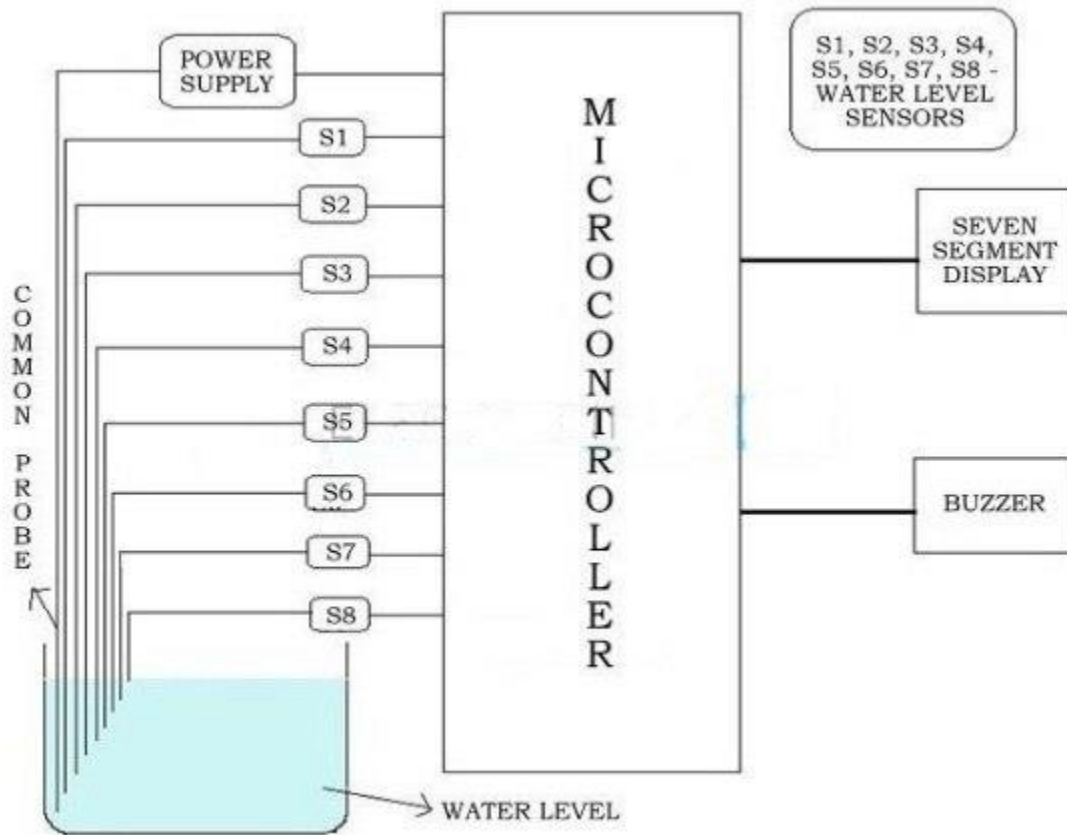 POWER
SUPPLY
S1
S2
S3
S4
S5
S6
S7
S8
COMMON PROBE
MICROCONTROLLER
S1, S2, S3, S4,
S5, S6, S7, S8 -
WATER LEVEL
SENSORS
SEVEN
SEGMENT
DISPLAY
BUZZER
WATER LEVEL